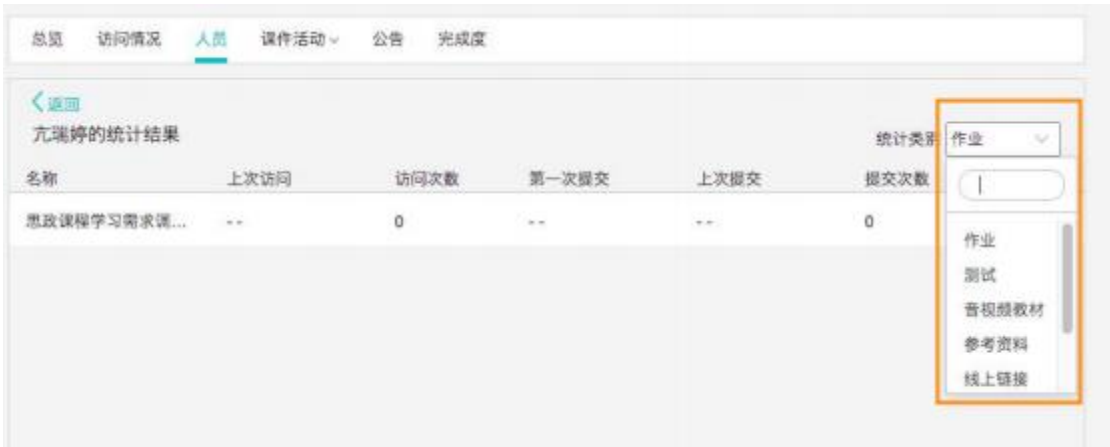 总览 访问情况 人员 课件活动 公告 完成度
返回
亢瑞婷的统计结果
统计类别 作业
名称 上次访问 访问次数 第一次提交 上次提交 提交次数
思政课程学习需求调... -- 0 -- -- 0
作业
测试
音视频教材
参考资料
线上链接